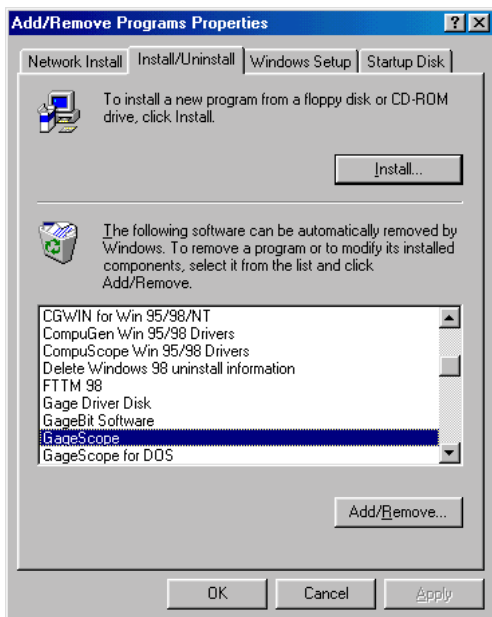 Add/Remove Programs Properties
Network Install Install/Uninstall Windows Setup Startup Disk
To install a new program from a floppy disk or CD-ROM
drive, click Install.
Install...
The following software can be automatically removed by
Windows. To remove a program or to modify its installed
components, select it from the list and click
Add/Remove.
CGWIN for Win 95/98/NT
CompuGen Win 95/98 Drivers
CompuScope Win 95/98 Drivers
Delete Windows 98 uninstall information
FTTM 98
Gage Driver Disk
GageBit Software
GageScope
GageScope for DOS
Add/Remove...
OK Cancel Apply